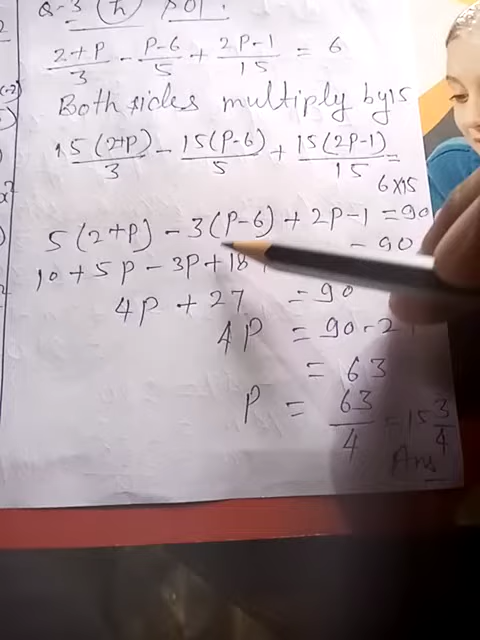 Q-3 (h) Sol.
(2+P)/3 - (P-6)/5 + (2P-1)/15 = 6
Both sides multiply by 15
15(2+P)/3 - 15(P-6)/5 + 15(2P-1)/15 =
6x15
5(2+P) - 3(P-6) + 2P-1 = 90
10+5P-3P+18 = 90
4P + 27 = 90
4P = 90-2
= 63
P = 63/4 = 15 3/4
Ans